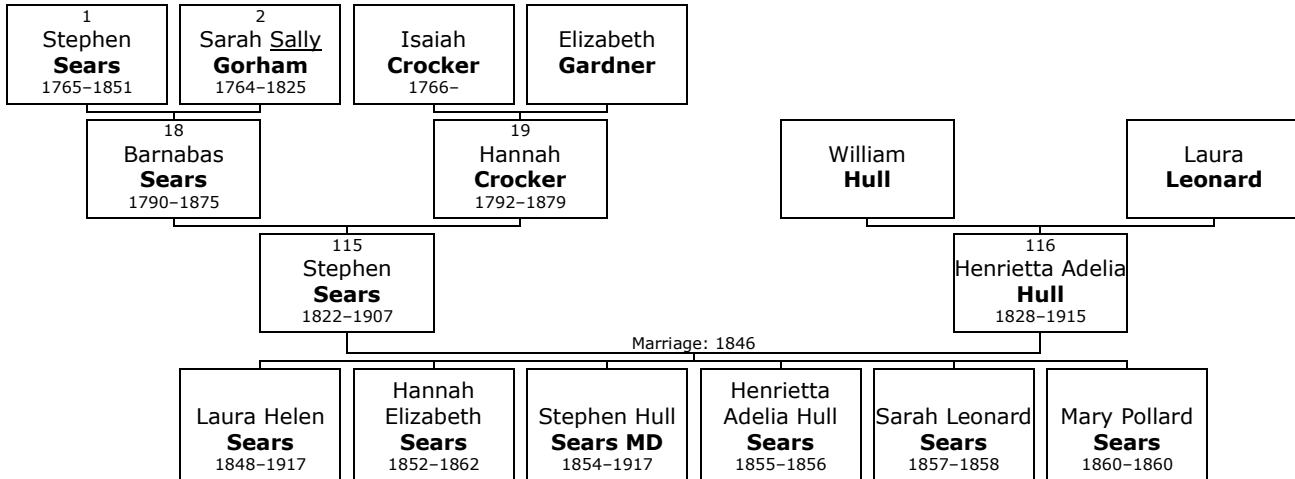 1
Stephen
Sears
1765–1851
2
Sarah Sally
Gorham
1764–1825
Isaiah
Crocker
1766–
Elizabeth
Gardner
18
Barnabas
Sears
1790–1875
19
Hannah
Crocker
1792–1879
William
Hull
Laura
Leonard
115
Stephen
Sears
1822–1907
116
Henrietta Adelia
Hull
1828–1915
Marriage: 1846
Laura Helen
Sears
1848–1917
Hannah
Elizabeth
Sears
1852–1862
Stephen Hull
Sears MD
1854–1917
Henrietta
Adelia Hull
Sears
1855–1856
Sarah Leonard
Sears
1857–1858
Mary Pollard
Sears
1860–1860